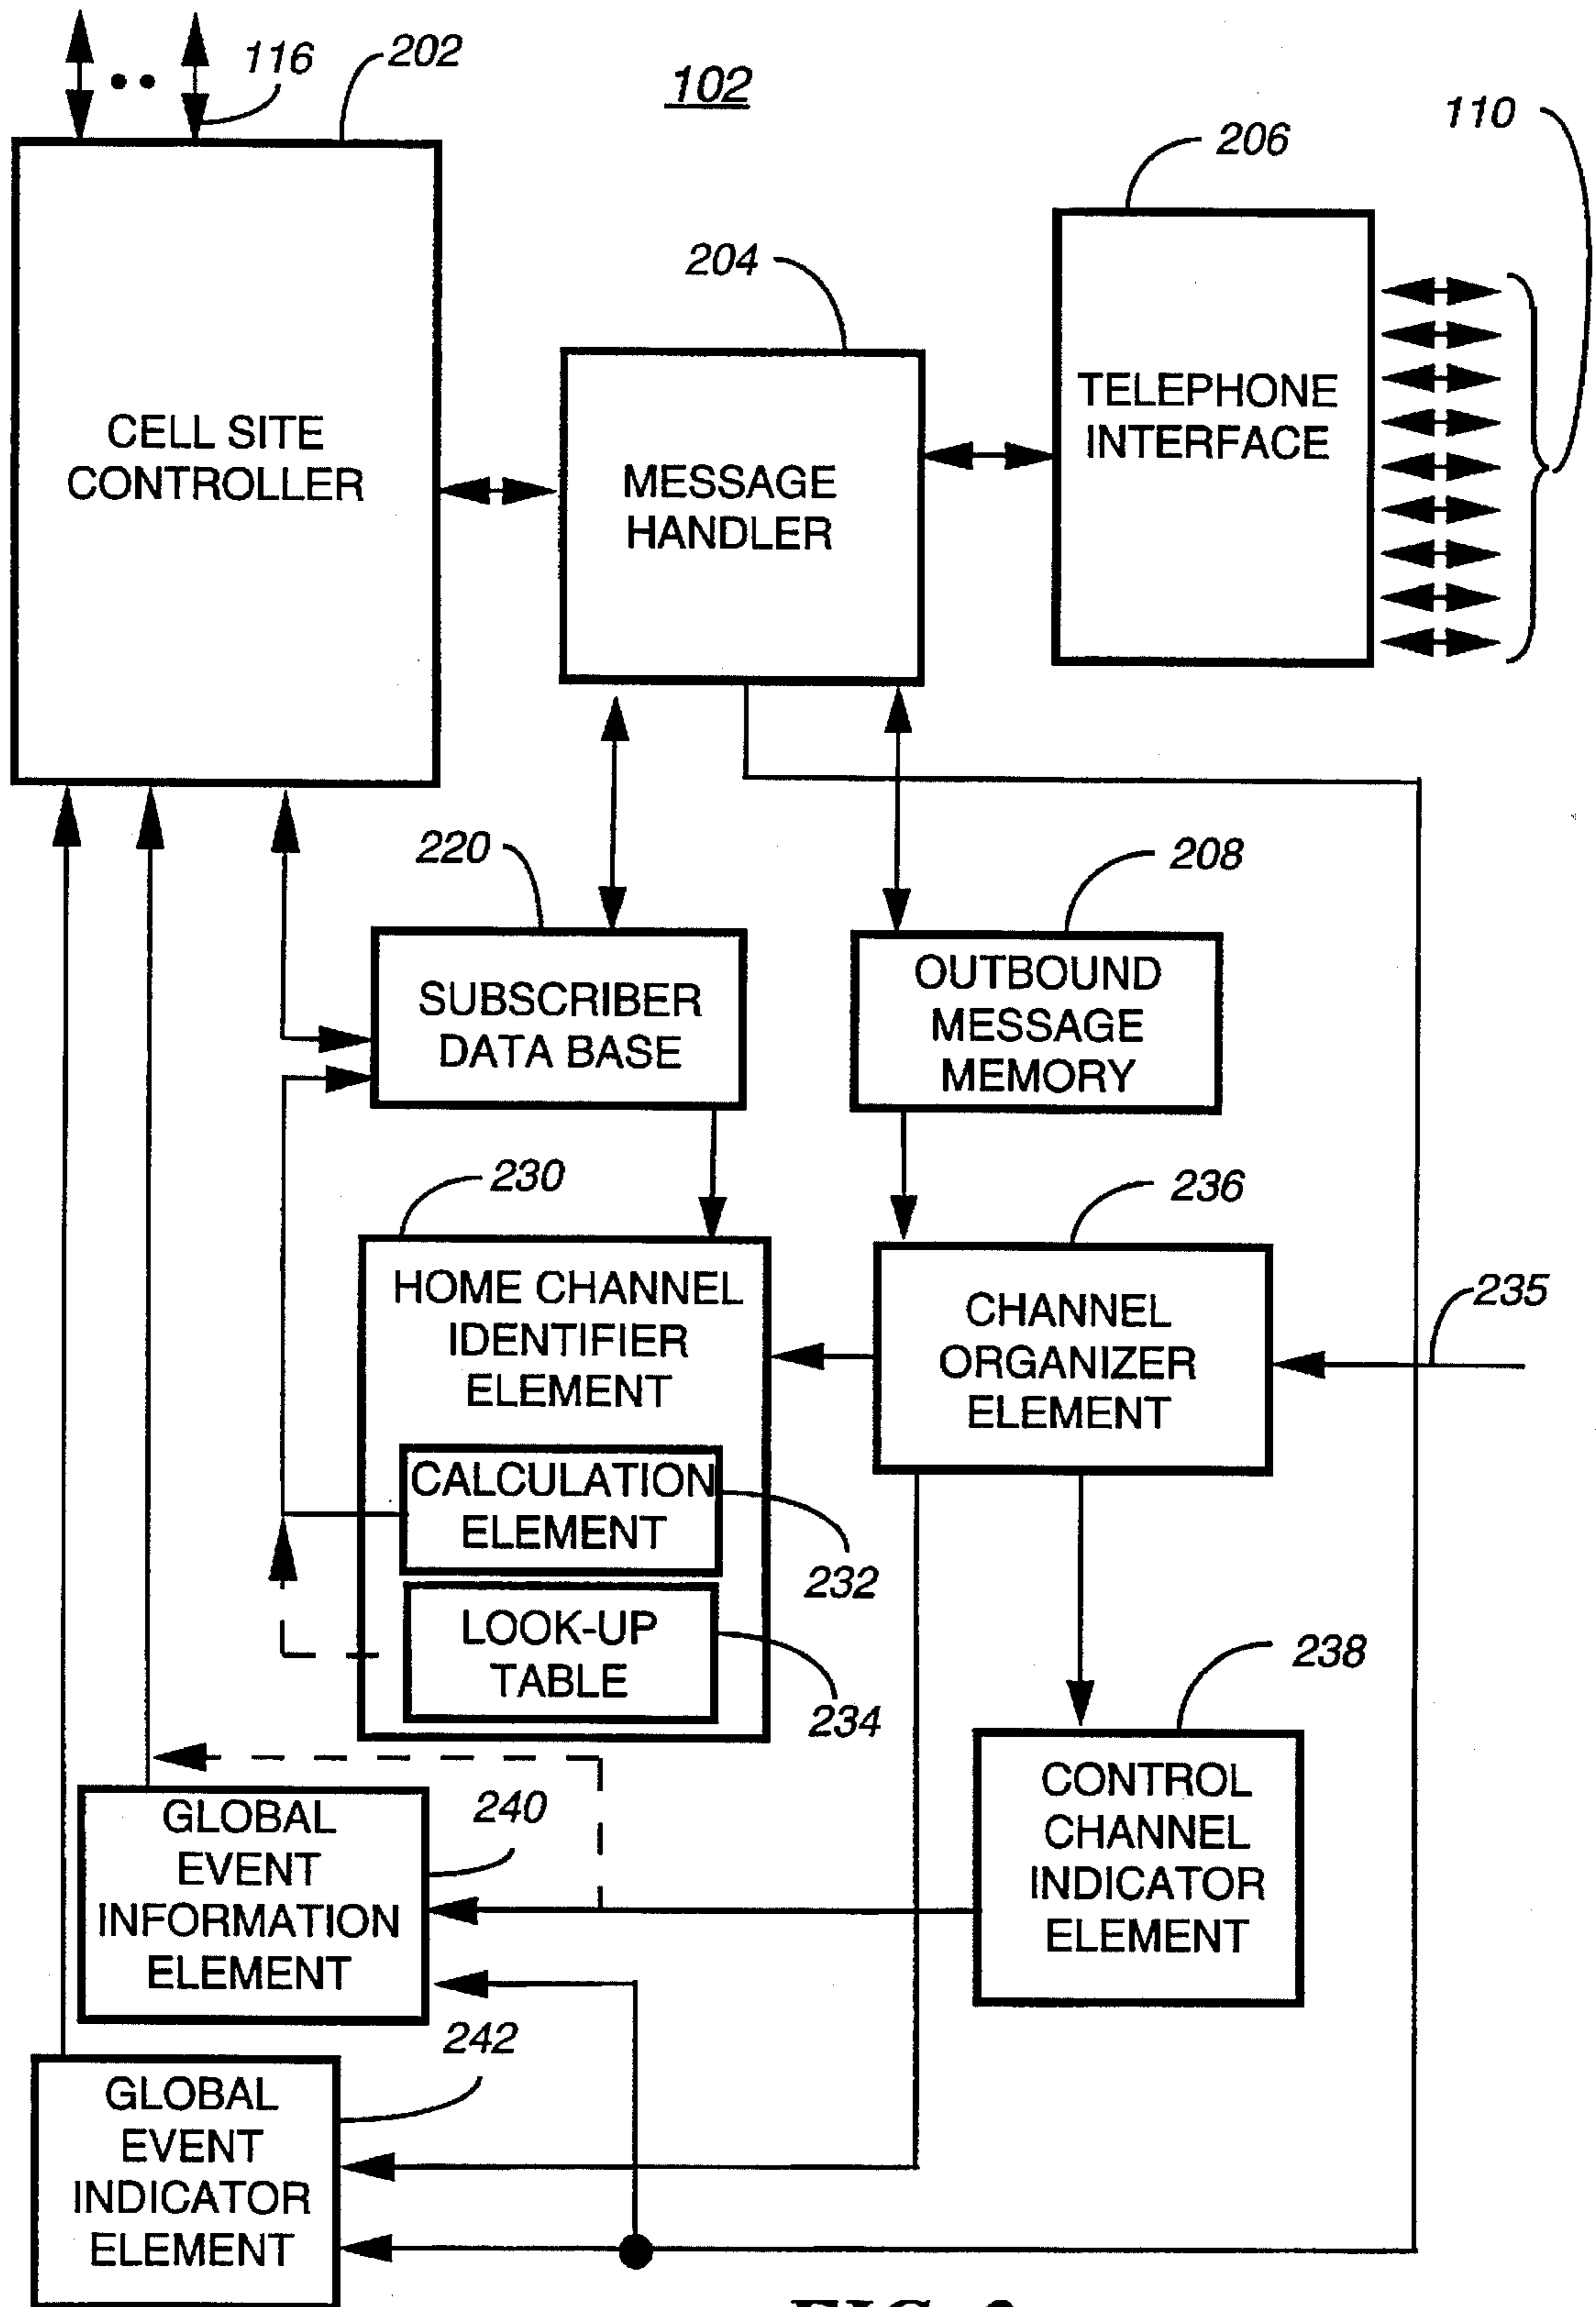 116
202
102
110
206
204
TELEPHONE
INTERFACE
CELL SITE
CONTROLLER
MESSAGE
HANDLER
220
208
SUBSCRIBER
DATA BASE
OUTBOUND
MESSAGE
MEMORY
230
236
235
HOME CHANNEL
IDENTIFIER
ELEMENT
CHANNEL
ORGANIZER
ELEMENT
CALCULATION
ELEMENT
232
LOOK-UP
TABLE
234
238
CONTROL
CHANNEL
INDICATOR
ELEMENT
240
GLOBAL
EVENT
INFORMATION
ELEMENT
242
GLOBAL
EVENT
INDICATOR
ELEMENT